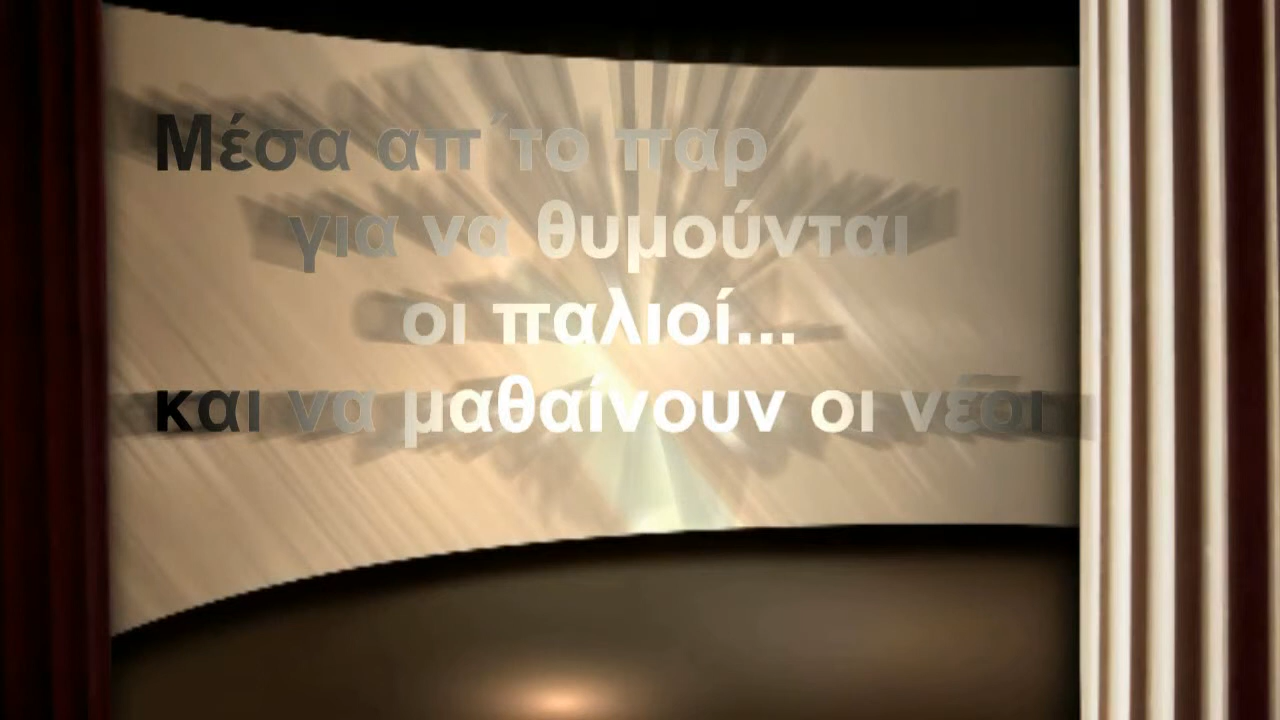 Μέσα απ΄το παρ
για να θυμούνται
οι παλιοί...
και να μαθαίνουν οι νέοι